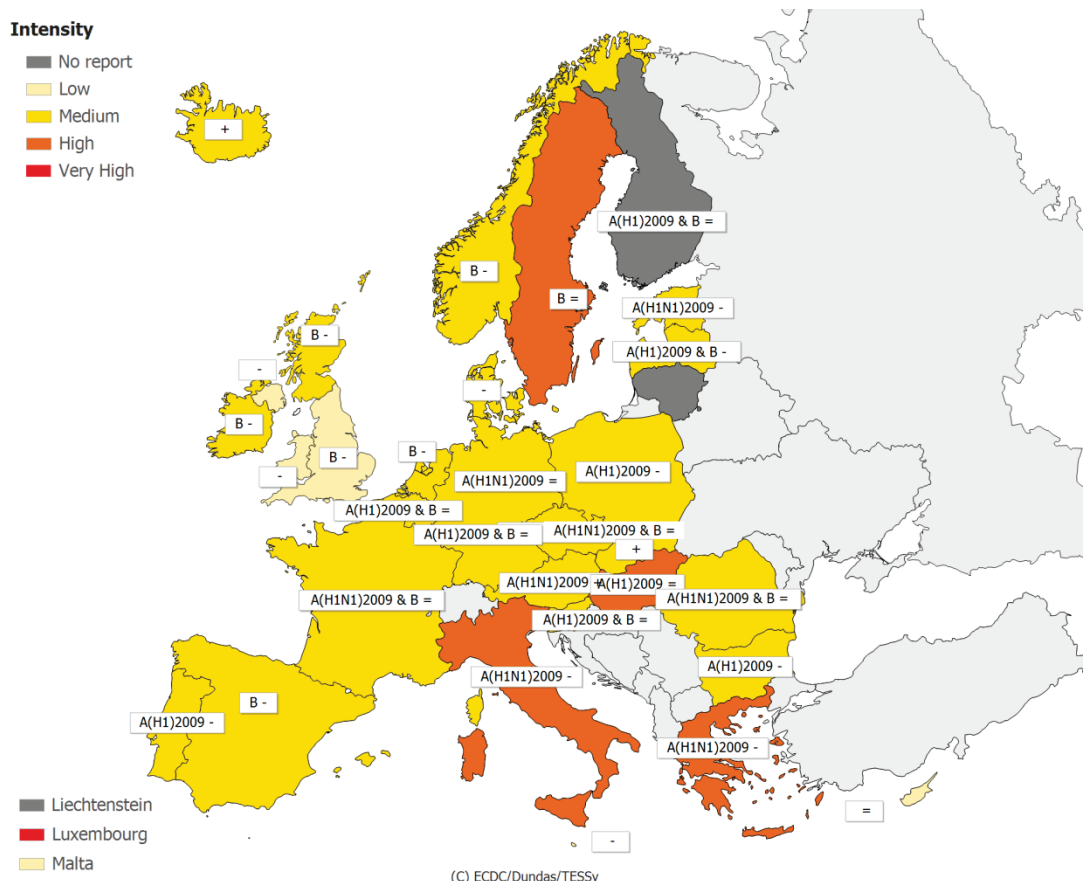 Intensity
No report
Low
Medium
High
Very High
+
A(H1)2009 & B =
B -
B =
A(H1N1)2009 -
B -
A(H1)2009 & B -
-
-
B -
B -
B -
A(H1)2009 -
-
A(H1N1)2009 =
A(H1)2009 & B =
A(H1)2009 & B =
A(H1N1)2009 & B =
+
A(H1N1)2009 +
A(H1)2009 =
A(H1N1)2009 & B =
A(H1N1)2009 & B =
A(H1)2009 & B =
A(H1)2009 -
A(H1N1)2009 -
B -
A(H1)2009 -
A(H1N1)2009 -
Liechtenstein
=
Luxembourg
-
Malta
(C) ECDC/Dundas/TESSy